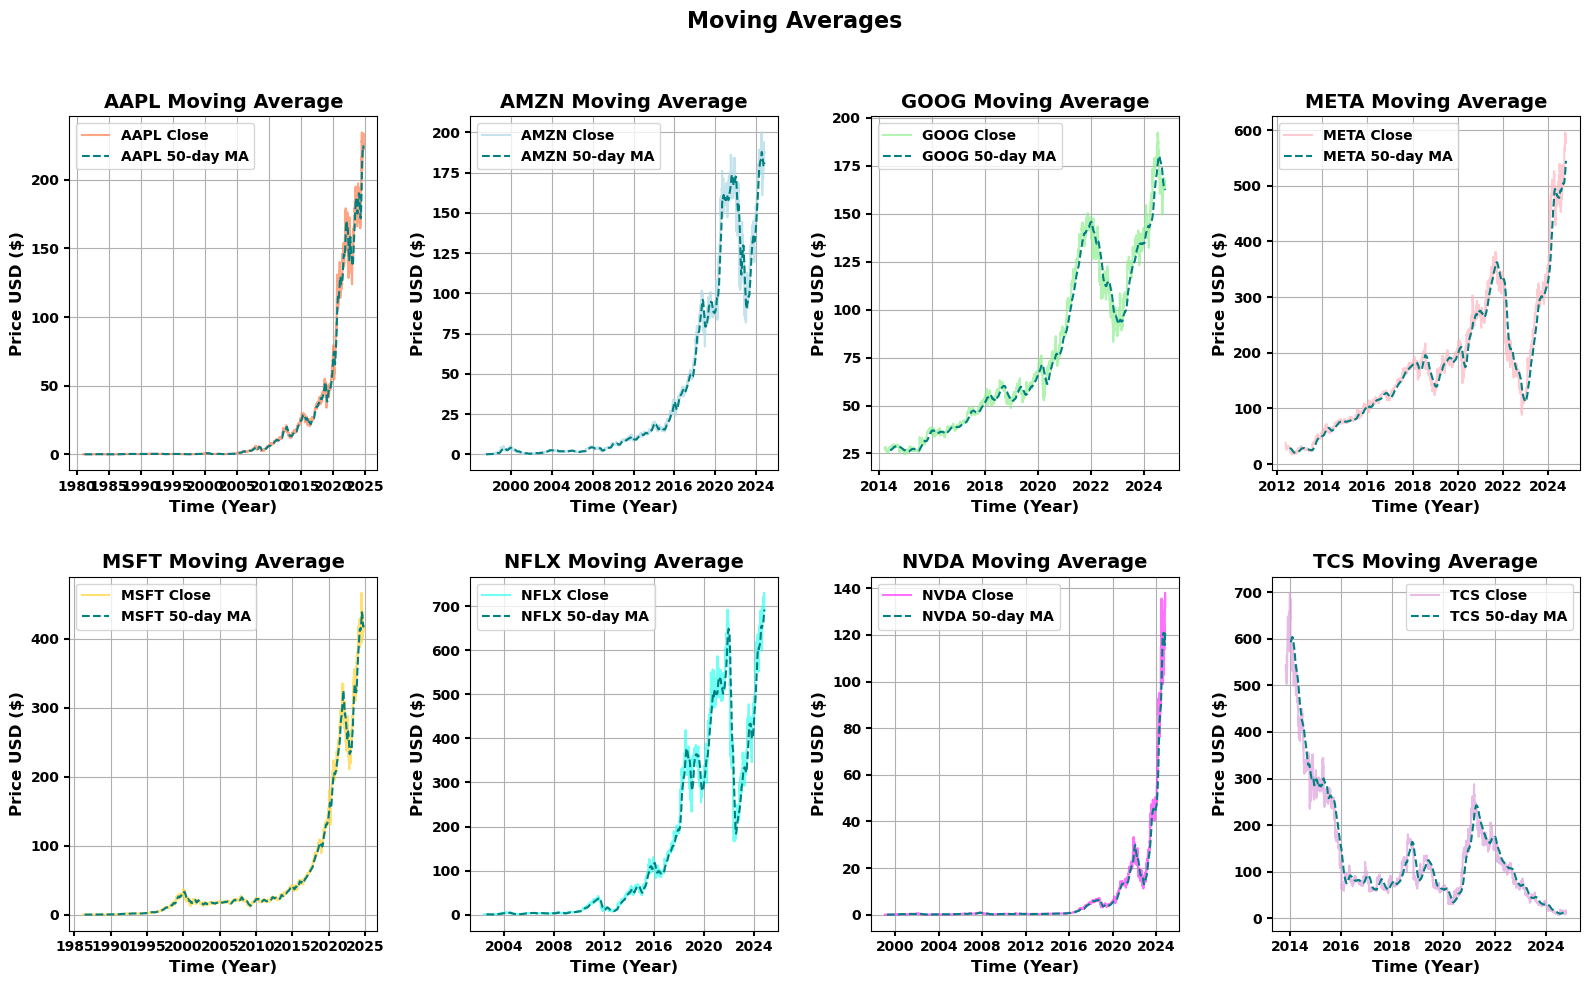 Moving Averages
AAPL Moving Average
AAPL Close
AAPL 50-day MA
Price USD ($)
200
150
100
50
0
1980 1985 1990 1995 2000 2005 2010 2015 2020 2025
Time (Year)
AMZN Moving Average
AMZN Close
AMZN 50-day MA
Price USD ($)
200
175
150
125
100
75
50
25
0
2000 2004 2008 2012 2016 2020 2024
Time (Year)
GOOG Moving Average
GOOG Close
GOOG 50-day MA
Price USD ($)
200
175
150
125
100
75
50
25
2014 2016 2018 2020 2022 2024
Time (Year)
META Moving Average
META Close
META 50-day MA
Price USD ($)
600
500
400
300
200
100
0
2012 2014 2016 2018 2020 2022 2024
Time (Year)
MSFT Moving Average
MSFT Close
MSFT 50-day MA
Price USD ($)
400
300
200
100
0
1985 1990 1995 2000 2005 2010 2015 2020 2025
Time (Year)
NFLX Moving Average
NFLX Close
NFLX 50-day MA
Price USD ($)
700
600
500
400
300
200
100
0
2004 2008 2012 2016 2020 2024
Time (Year)
NVDA Moving Average
NVDA Close
NVDA 50-day MA
Price USD ($)
140
120
100
80
60
40
20
0
2000 2004 2008 2012 2016 2020 2024
Time (Year)
TCS Moving Average
TCS Close
TCS 50-day MA
Price USD ($)
700
600
500
400
300
200
100
0
2014 2016 2018 2020 2022 2024
Time (Year)